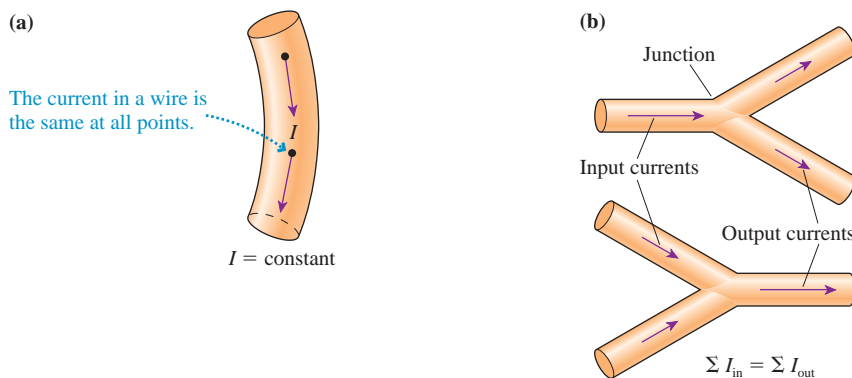 (a)
The current in a wire is
the same at all points.
I
I = constant
(b)
Junction
Input currents
Output currents
Σ I_in = Σ I_out